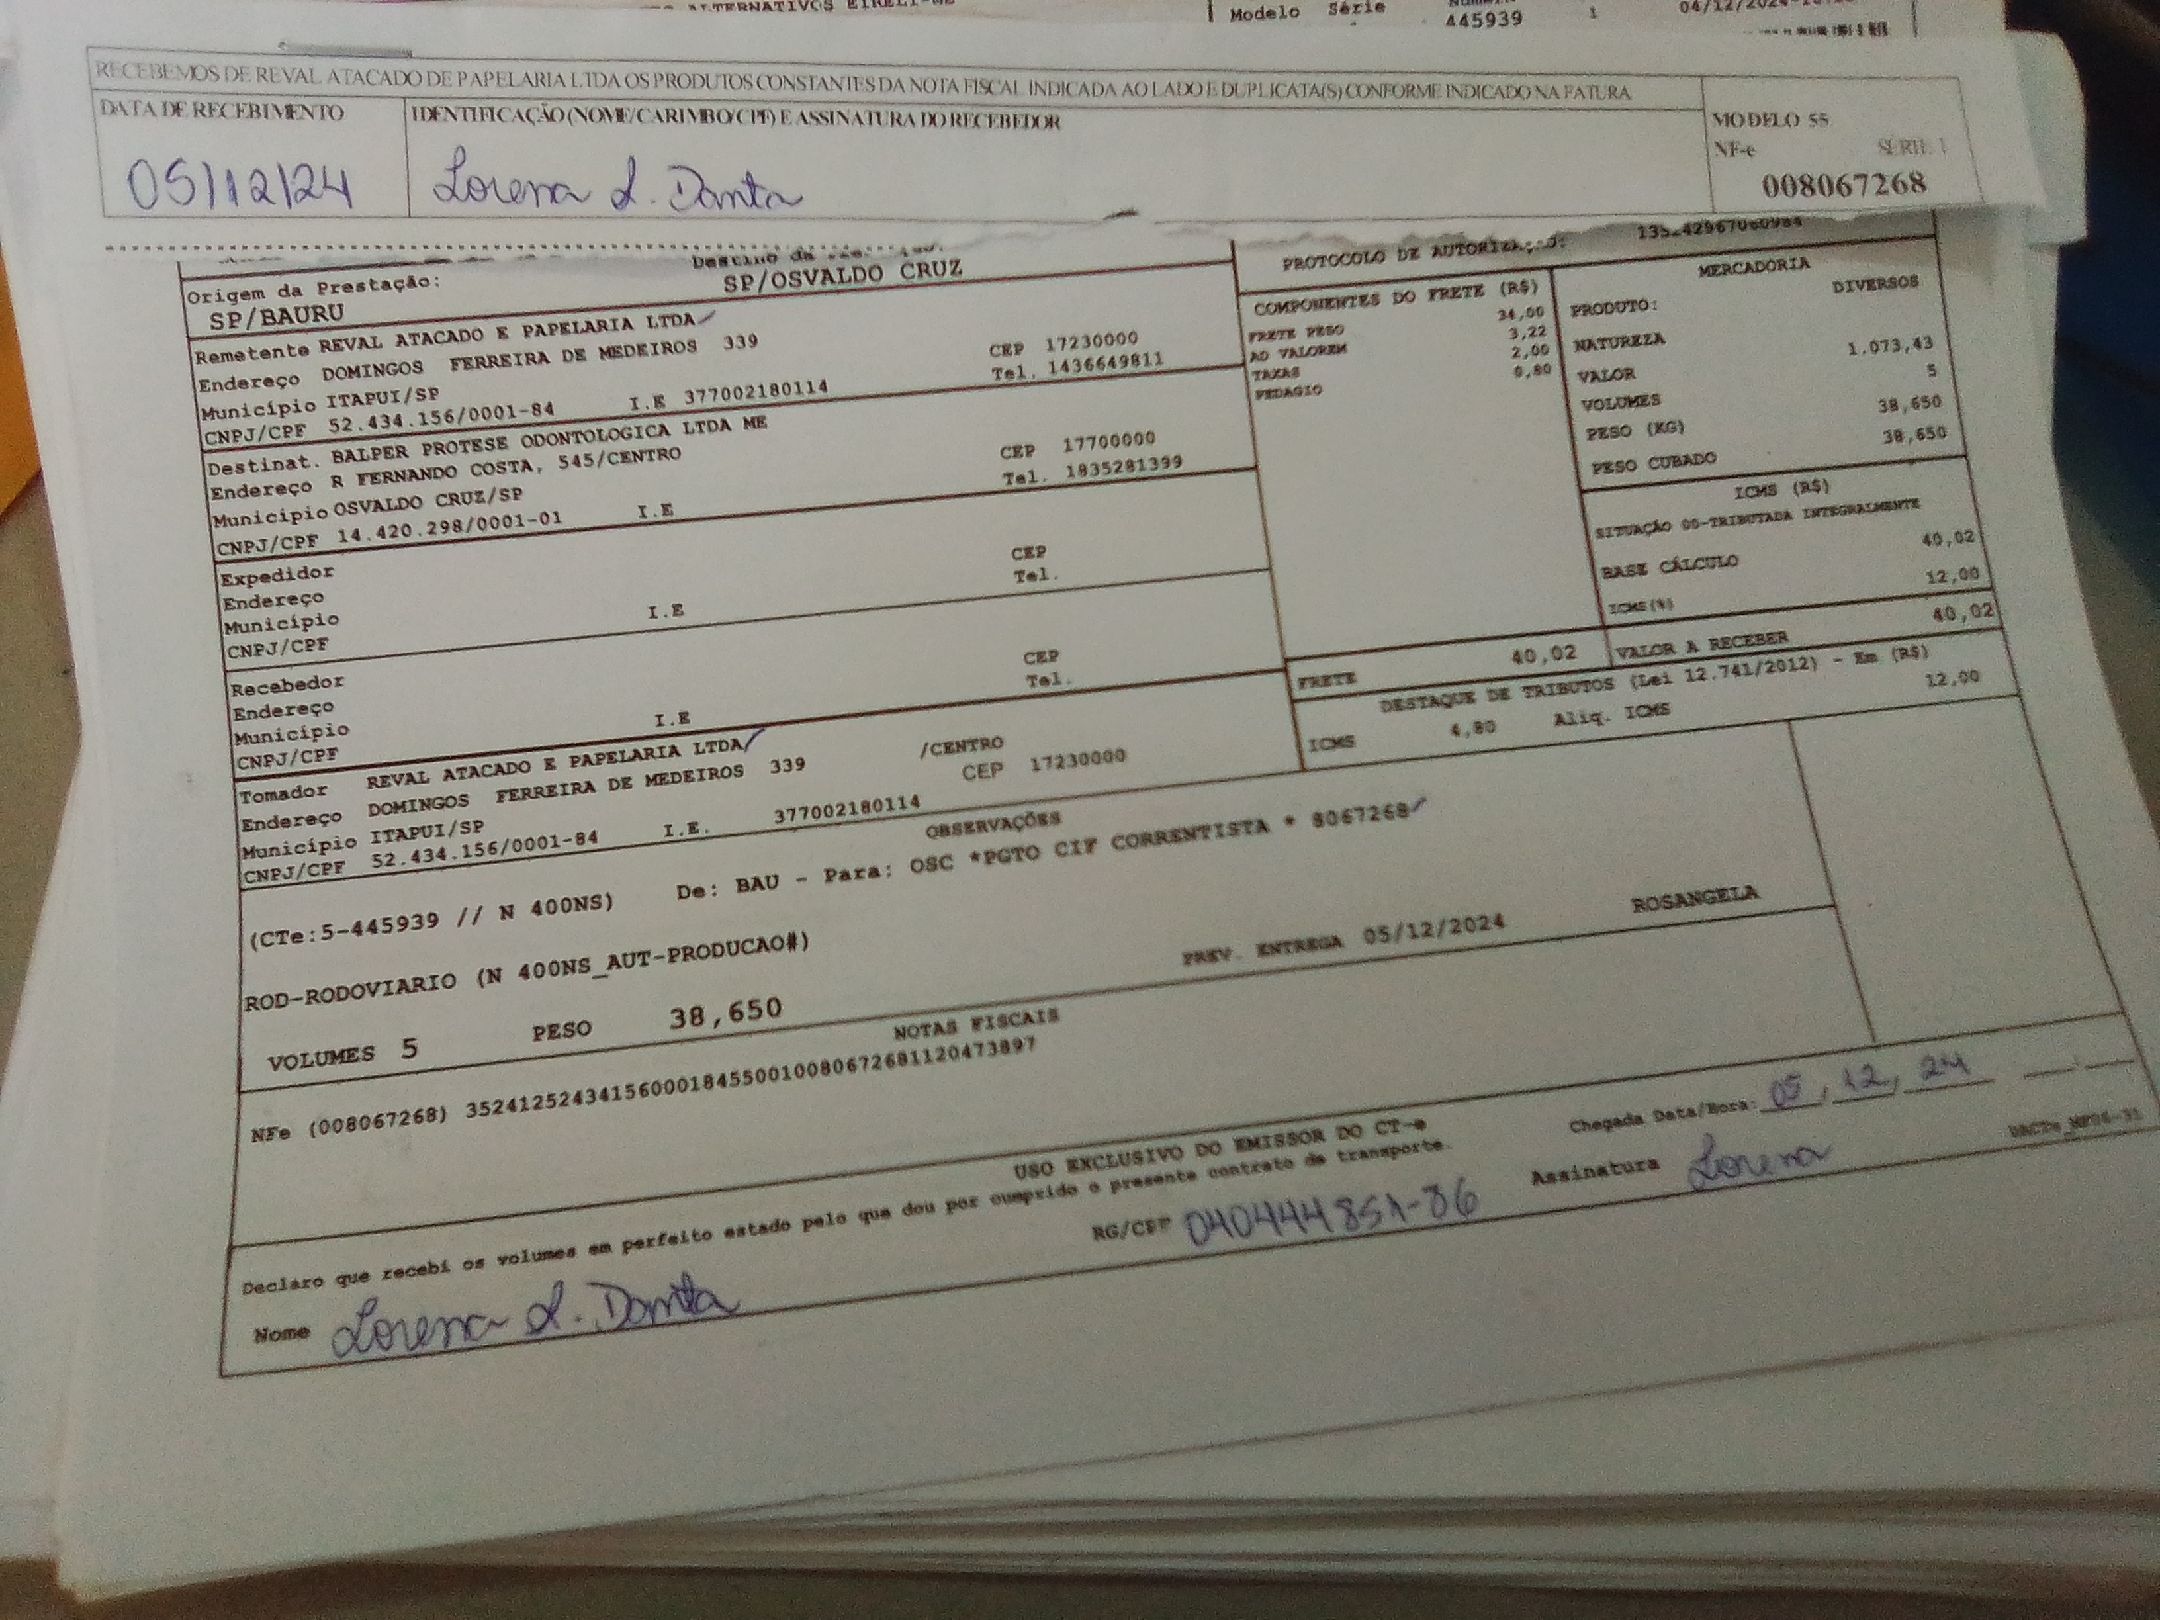 ALTERNATIVOS EIRELI-ME
Modelo Série
445939 1 04/12/2024
RECEBEMOS DE REVAL ATACADO DE PAPELARIA LTDA OS PRODUTOS CONSTANTES DA NOTA FISCAL INDICADA AO LADO E DUPLICATA(S) CONFORME INDICADO NA FATURA
DATA DE RECEBIMENTO IDENTIFICAÇÃO (NOME/CARIMBO/CPF) E ASSINATURA DO RECEBEDOR
MODELO 55
NF-e SÉRIE 1
008067268
05/12/24 Lorena L. Danta
Origem da Prestação:
SP/BAURU
SP/OSVALDO CRUZ
PROTOCOLO DE AUTORIZAÇÃO:
Remetente REVAL ATACADO E PAPELARIA LTDA
Endereço DOMINGOS FERREIRA DE MEDEIROS 339 CEP 17230000
Município ITAPUI/SP Tel. 1436649811
CNPJ/CPF 52.434.156/0001-84 I.E 377002180114
Destinat. BALPER PROTESE ODONTOLOGICA LTDA ME
Endereço R FERNANDO COSTA, 545/CENTRO CEP 17700000
Município OSVALDO CRUZ/SP Tel. 1835281399
CNPJ/CPF 14.420.298/0001-01 I.E
Expedidor
Endereço CEP
Município Tel.
CNPJ/CPF I.E
Recebedor
Endereço CEP
Município Tel.
CNPJ/CPF I.E
Tomador REVAL ATACADO E PAPELARIA LTDA
Endereço DOMINGOS FERREIRA DE MEDEIROS 339 /CENTRO
Município ITAPUI/SP CEP 17230000
CNPJ/CPF 52.434.156/0001-84 I.E. 377002180114
COMPONENTES DO FRETE (R$)
FRETE PESO 34,00
AD VALOREM 3,22
TAXAS 2,00
PEDAGIO 0,80
MERCADORIA
PRODUTO: DIVERSOS
NATUREZA
VALOR 1.073,43
VOLUMES 5
PESO (KG) 38,650
PESO CUBADO 38,650
ICMS (R$)
SITUAÇÃO 00-TRIBUTADA INTEGRALMENTE
BASE CÁLCULO 40,02
ICMS(%) 12,00
FRETE 40,02 VALOR A RECEBER 40,02
DESTAQUE DE TRIBUTOS (Lei 12.741/2012) - Em (R$)
ICMS 4,80 Aliq. ICMS 12,00
OBSERVAÇÕES
(CTe:5-445939 // N 400NS) De: BAU - Para: OSC *PGTO CIF CORRENTISTA * 8067268
ROD-RODOVIARIO (N 400NS_AUT-PRODUCAO#)
PREV. ENTREGA 05/12/2024 ROSANGELA
VOLUMES 5 PESO 38,650
NOTAS FISCAIS
NFe (008067268) 35241252434156000184550010080672681120473897
USO EXCLUSIVO DO EMISSOR DO CT-e
Declaro que recebi os volumes em perfeito estado pelo que dou por cumprido o presente contrato de transporte.
Chegada Data/Hora: 05, 12, 24
Nome Lorena L. Danta RG/CPF 040444851-86 Assinatura Lorena